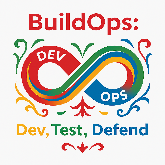 BuildOps:
DEV
OPS
Dev, Test, Defend